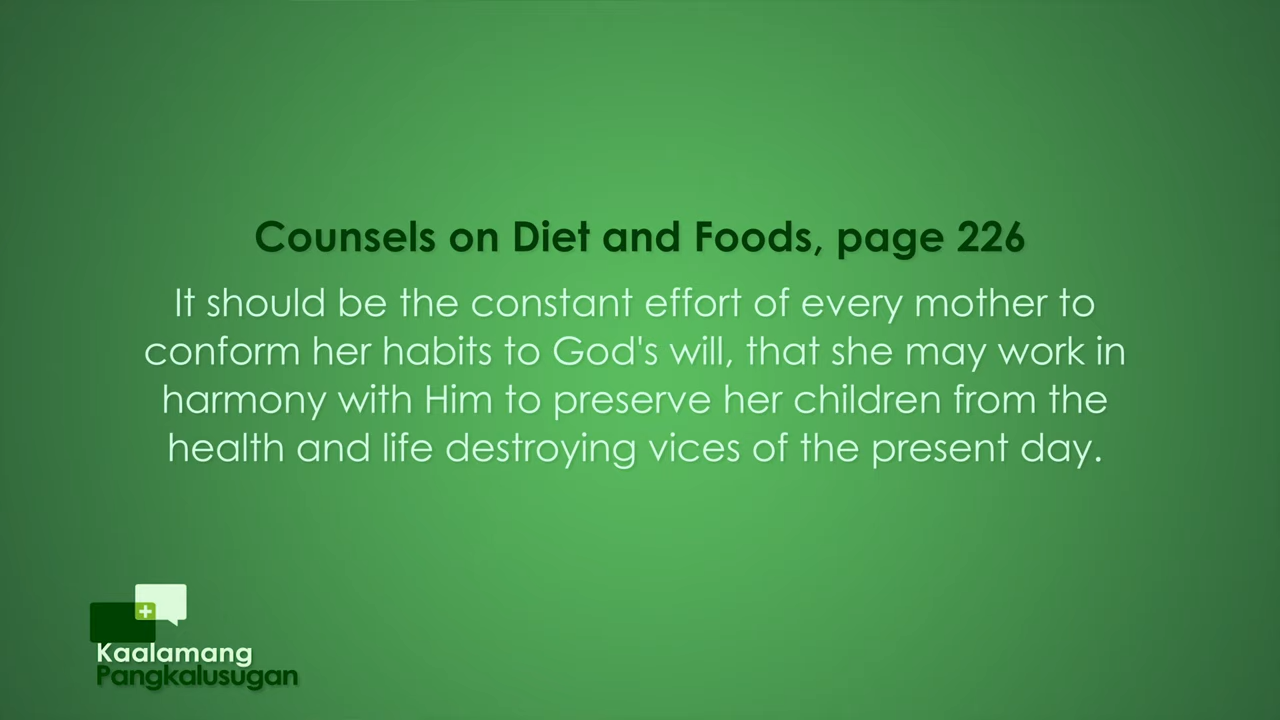 Counsels on Diet and Foods, page 226
It should be the constant effort of every mother to
conform her habits to God's will, that she may work in
harmony with Him to preserve her children from the
health and life destroying vices of the present day.
Kaalamang
Pangkalusugan